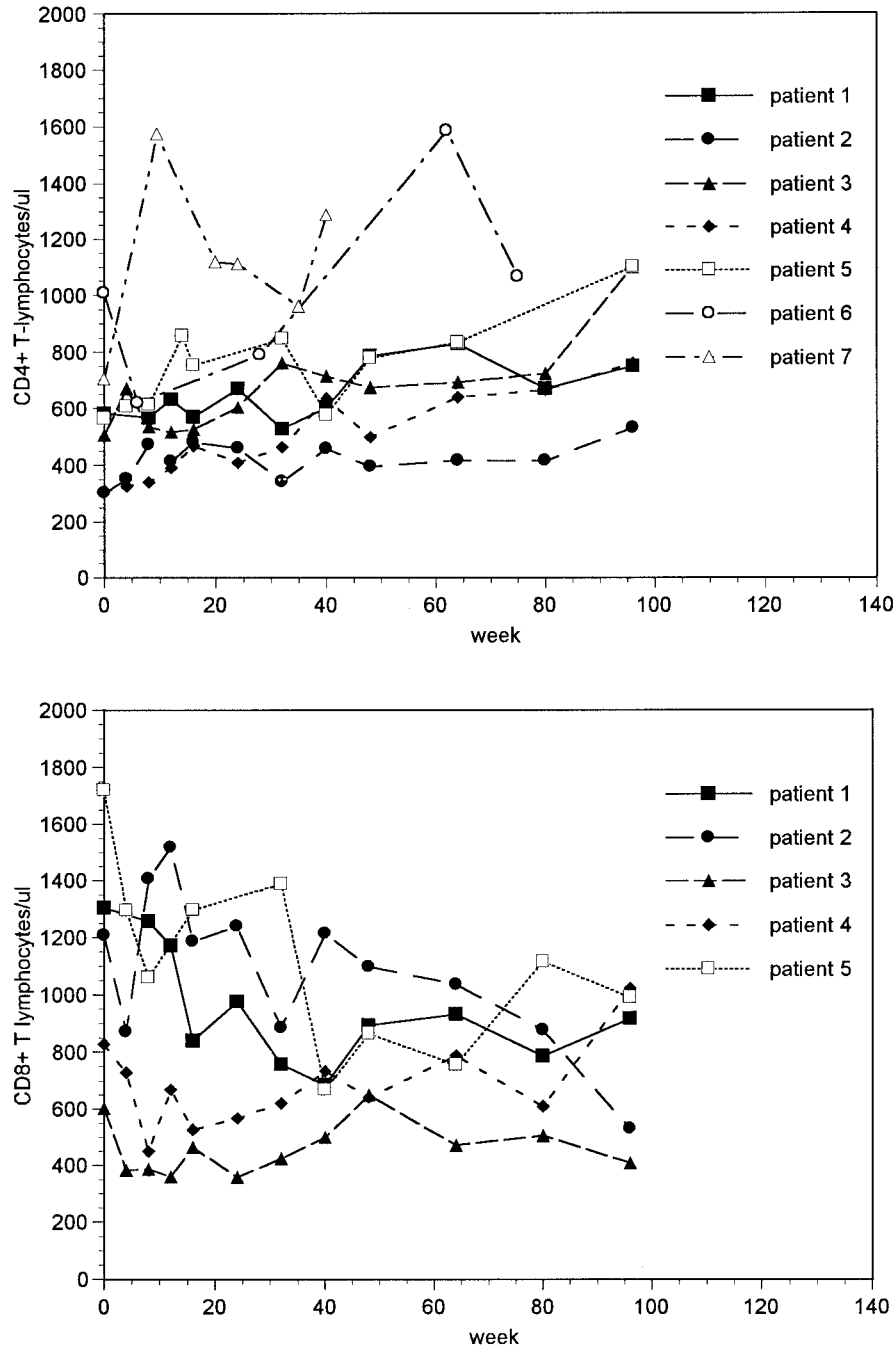 2000
1800
1600
1400
1200
1000
800
600
400
200
0
CD4+ T-lymphocytes/ul
0 20 40 60 80 100 120 140
week
patient 1
patient 2
patient 3
patient 4
patient 5
patient 6
patient 7
2000
1800
1600
1400
1200
1000
800
600
400
200
0
CD8+ T lymphocytes/ul
0 20 40 60 80 100 120 140
week
patient 1
patient 2
patient 3
patient 4
patient 5